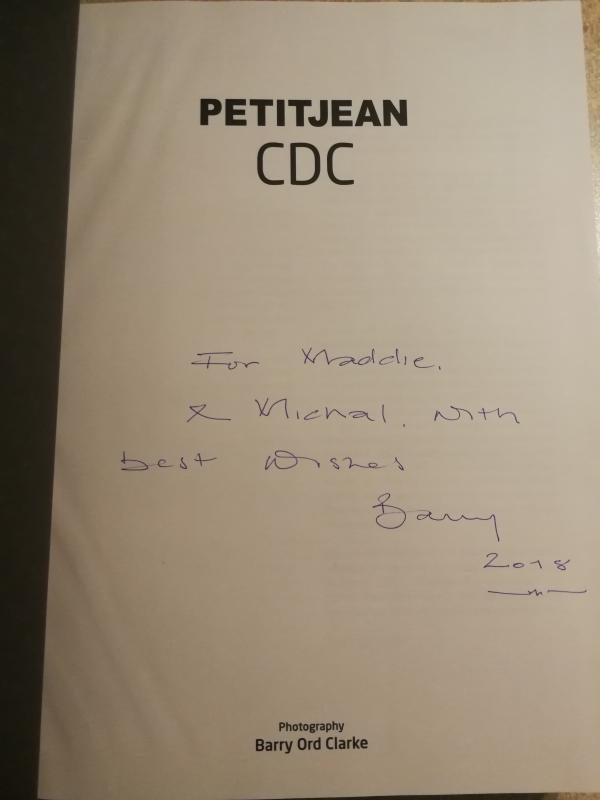 PETITJEAN
CDC
For Maddie.
& Michal. With
best Wishes
Barry
2018
Photography
Barry Ord Clarke